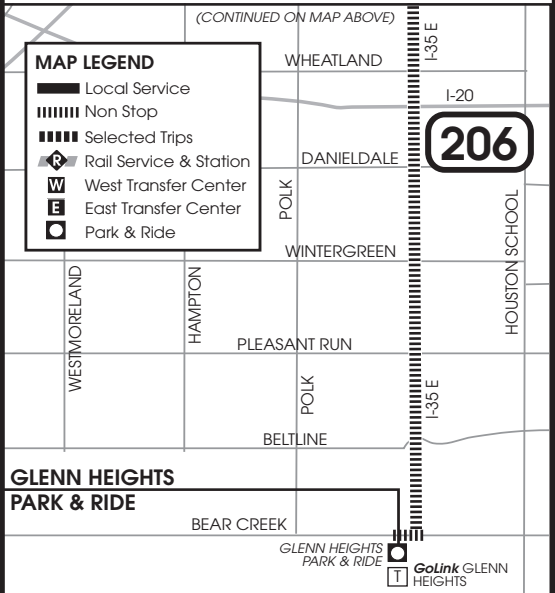 (CONTINUED ON MAP ABOVE)
I-35 E
MAP LEGEND
Local Service
Non Stop
Selected Trips
R Rail Service & Station
W West Transfer Center
E East Transfer Center
Park & Ride
WHEATLAND
I-20
206
DANIELDALE
POLK
HOUSTON SCHOOL
WINTERGREEN
WESTMORELAND
HAMPTON
PLEASANT RUN
POLK
I-35 E
BELTLINE
GLENN HEIGHTS
PARK & RIDE
BEAR CREEK
GLENN HEIGHTS
PARK & RIDE
T GoLink GLENN
HEIGHTS